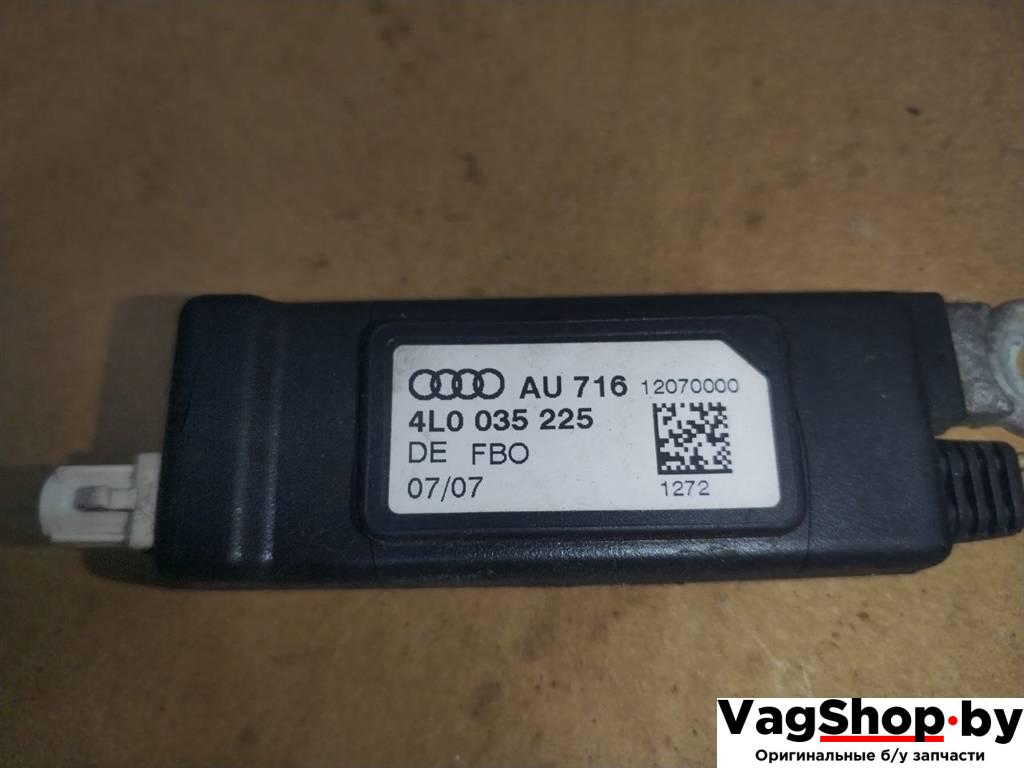 AU 716 12070000
4L0 035 225
DE FBO
07/07 1272
VagShop.by
Оригинальные б/у запчасти